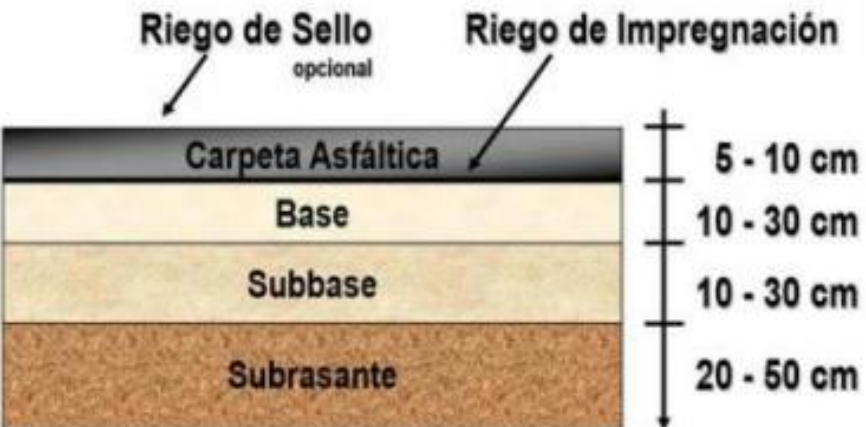 Riego de Sello
opcional
Riego de Impregnación
Carpeta Asfáltica
5 - 10 cm
Base
10 - 30 cm
Subbase
10 - 30 cm
Subrasante
20 - 50 cm